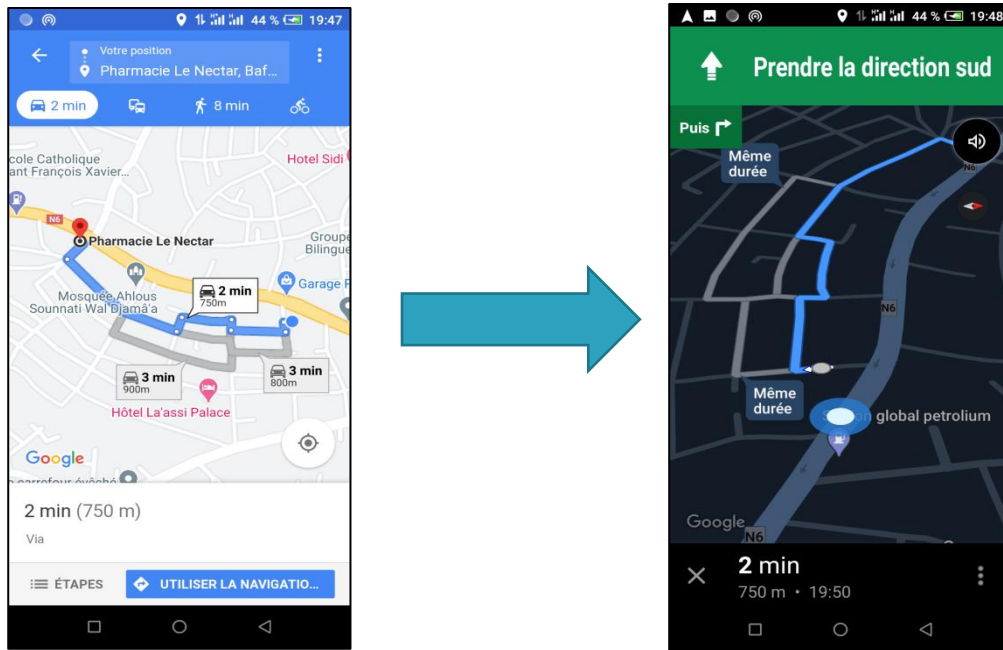 44 % 19:47
Votre position
Pharmacie Le Nectar, Baf...
2 min
8 min
cole Catholique
ant François Xavier...
Hotel Sidi
N6
Pharmacie Le Nectar
Groupe
Bilingue
Mosquée Ahlous
Sounnati Wal Djamâ'a
2 min
750m
Garage
3 min
900m
3 min
800m
Hôtel La'assi Palace
Google
carrefour évêché
2 min (750 m)
Via
ÉTAPES
UTILISER LA NAVIGATIO...
44 % 19:48
Prendre la direction sud
Puis
Même
durée
N6
N6
Même
durée
global petrolium
Google
N6
2 min
750 m • 19:50